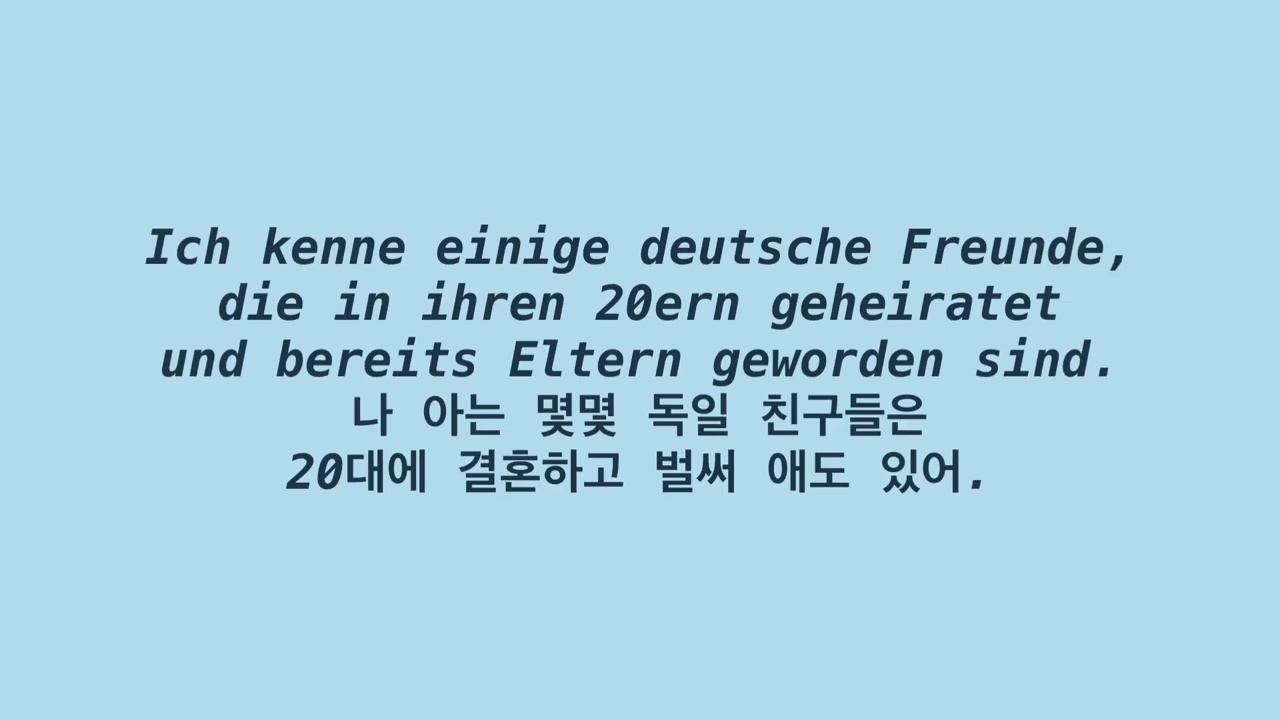 Ich kenne einige deutsche Freunde,
die in ihren 20ern geheiratet
und bereits Eltern geworden sind.
나 아는 몇몇 독일 친구들은
20대에 결혼하고 벌써 애도 있어.